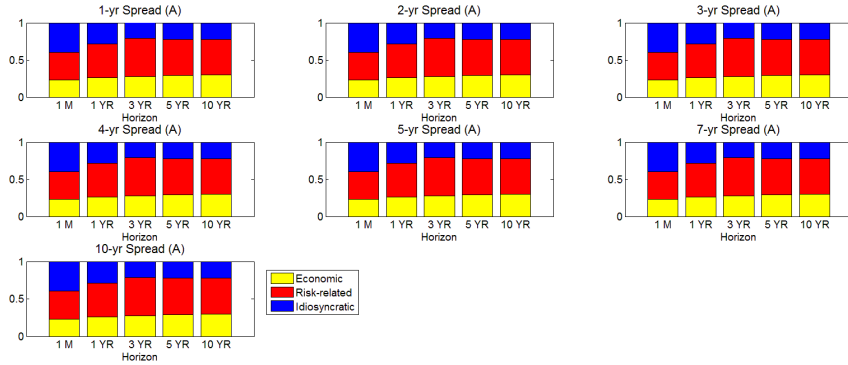 1-yr Spread (A)
1
0.5
0
1 M 1 YR 3 YR 5 YR 10 YR
Horizon
2-yr Spread (A)
1
0.5
0
1 M 1 YR 3 YR 5 YR 10 YR
Horizon
3-yr Spread (A)
1
0.5
0
1 M 1 YR 3 YR 5 YR 10 YR
Horizon
4-yr Spread (A)
1
0.5
0
1 M 1 YR 3 YR 5 YR 10 YR
Horizon
5-yr Spread (A)
1
0.5
0
1 M 1 YR 3 YR 5 YR 10 YR
Horizon
7-yr Spread (A)
1
0.5
0
1 M 1 YR 3 YR 5 YR 10 YR
Horizon
10-yr Spread (A)
1
0.5
0
1 M 1 YR 3 YR 5 YR 10 YR
Horizon
Economic
Risk-related
Idiosyncratic